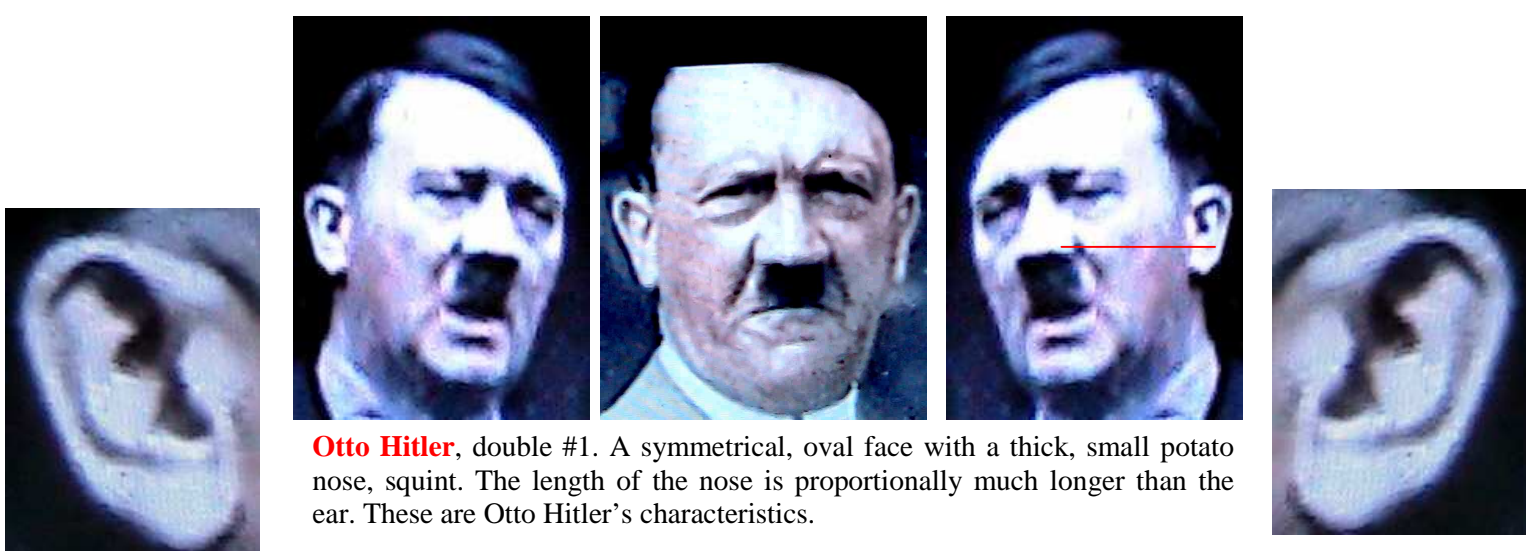 Otto Hitler, double #1. A symmetrical, oval face with a thick, small potato
nose, squint. The length of the nose is proportionally much longer than the
ear. These are Otto Hitler’s characteristics.